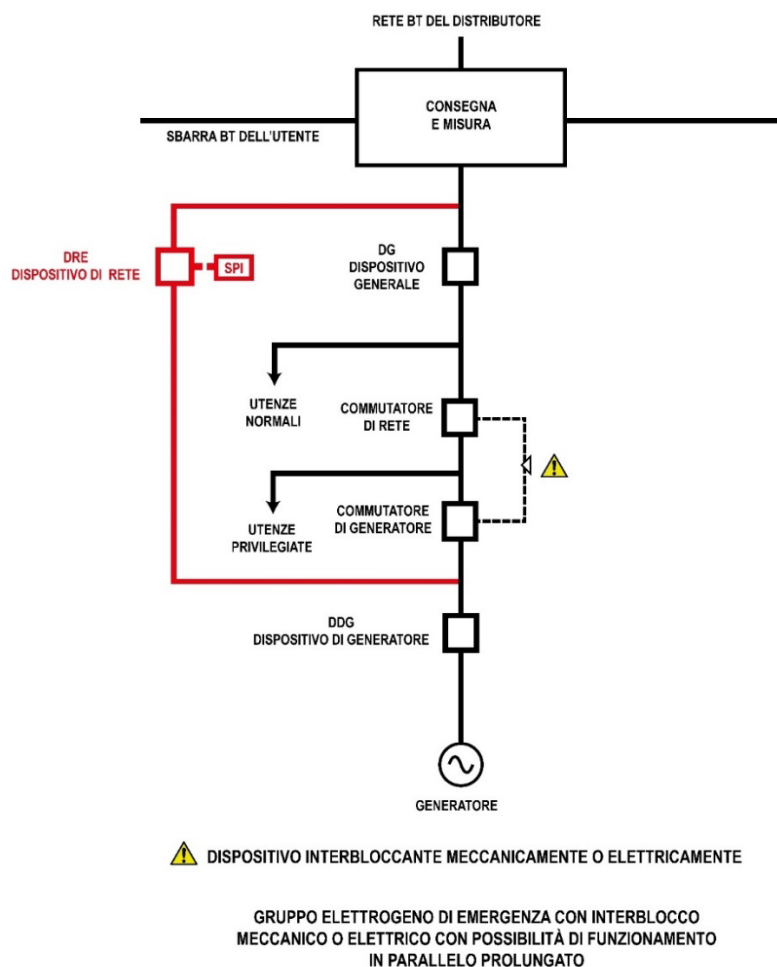 RETE BT DEL DISTRIBUTORE
CONSEGNA
E MISURA
SBARRA BT DELL'UTENTE
DRE
DISPOSITIVO DI RETE
SPI
DG
DISPOSITIVO
GENERALE
UTENZE
NORMALI
COMMUTATORE
DI RETE
UTENZE
PRIVILEGIATE
COMMUTATORE
DI GENERATORE
DDG
DISPOSITIVO DI GENERATORE
GENERATORE
DISPOSITIVO INTERBLOCCANTE MECCANICAMENTE O ELETTRICAMENTE
GRUPPO ELETTROGENO DI EMERGENZA CON INTERBLOCCO
MECCANICO O ELETTRICO CON POSSIBILITÀ DI FUNZIONAMENTO
IN PARALLELO PROLUNGATO